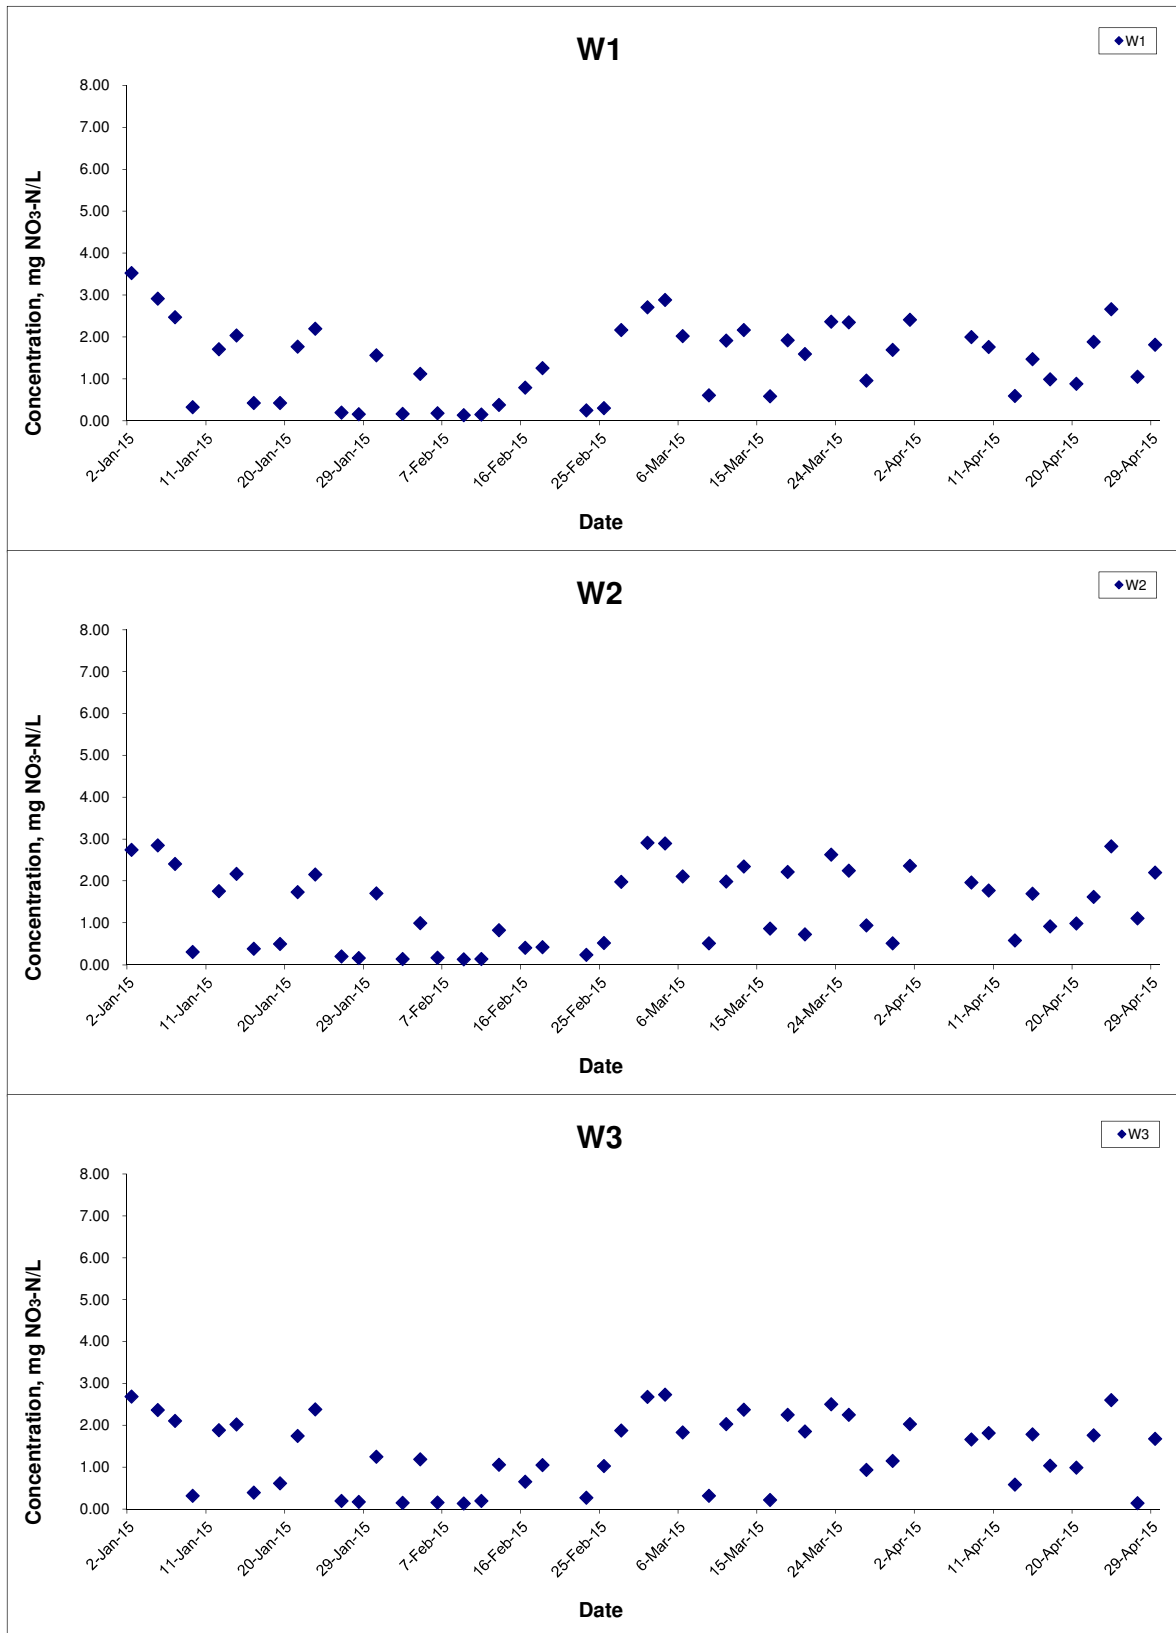 W1
W1
8.00
7.00
6.00
5.00
4.00
3.00
2.00
1.00
0.00
Concentration, mg NO3-N/L
2-Jan-15
11-Jan-15
20-Jan-15
29-Jan-15
7-Feb-15
16-Feb-15
25-Feb-15
6-Mar-15
15-Mar-15
24-Mar-15
2-Apr-15
11-Apr-15
20-Apr-15
29-Apr-15
Date
W2
W2
8.00
7.00
6.00
5.00
4.00
3.00
2.00
1.00
0.00
Concentration, mg NO3-N/L
2-Jan-15
11-Jan-15
20-Jan-15
29-Jan-15
7-Feb-15
16-Feb-15
25-Feb-15
6-Mar-15
15-Mar-15
24-Mar-15
2-Apr-15
11-Apr-15
20-Apr-15
29-Apr-15
Date
W3
W3
8.00
7.00
6.00
5.00
4.00
3.00
2.00
1.00
0.00
Concentration, mg NO3-N/L
2-Jan-15
11-Jan-15
20-Jan-15
29-Jan-15
7-Feb-15
16-Feb-15
25-Feb-15
6-Mar-15
15-Mar-15
24-Mar-15
2-Apr-15
11-Apr-15
20-Apr-15
29-Apr-15
Date